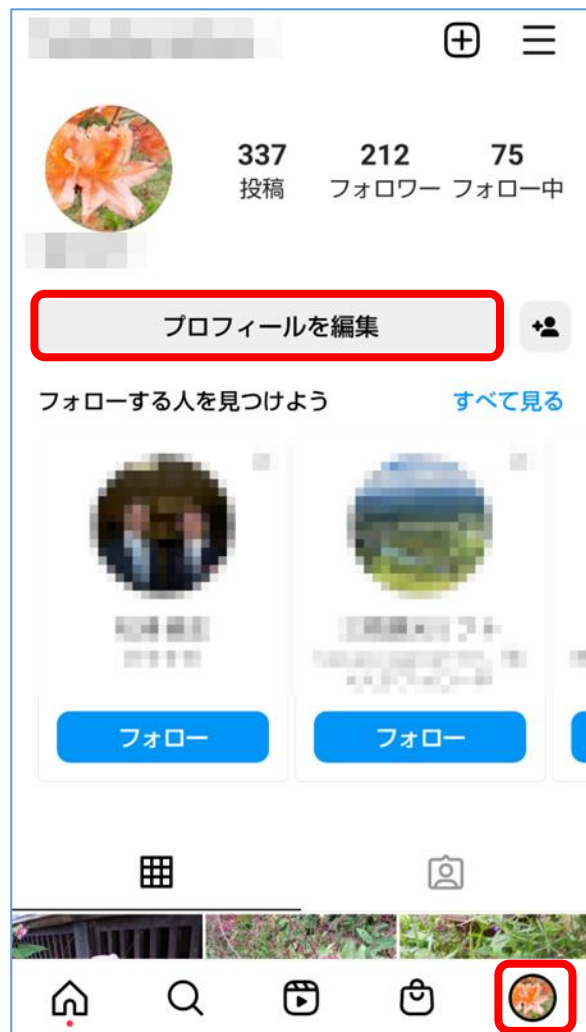 337 212 75
投稿 フォロワー フォロー中
プロフィールを編集
フォローする人を見つけよう すべて見る
フォロー フォロー